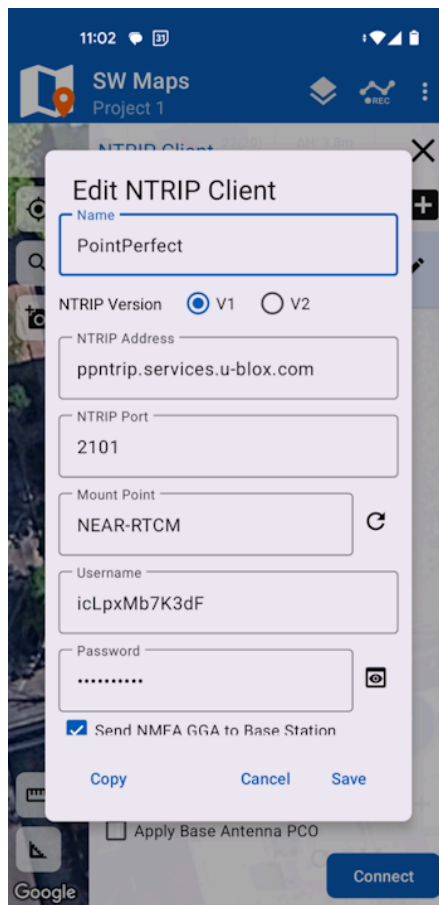 11:02
31
SW Maps
Project 1
REC
NTRIP Client
Edit NTRIP Client
Name
PointPerfect
NTRIP Version V1 V2
NTRIP Address
ppntrip.services.u-blox.com
NTRIP Port
2101
Mount Point
NEAR-RTCM
Username
icLpxMb7K3dF
Password
••••••••••
Send NMEA GGA to Base Station
Copy Cancel Save
Apply Base Antenna PCO
Google
Connect